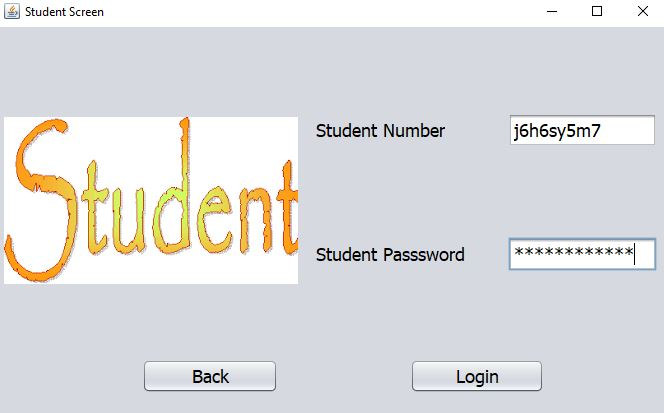 Student Screen
Student
Student Number
j6h6sy5m7
Student Passsword
************
Back
Login